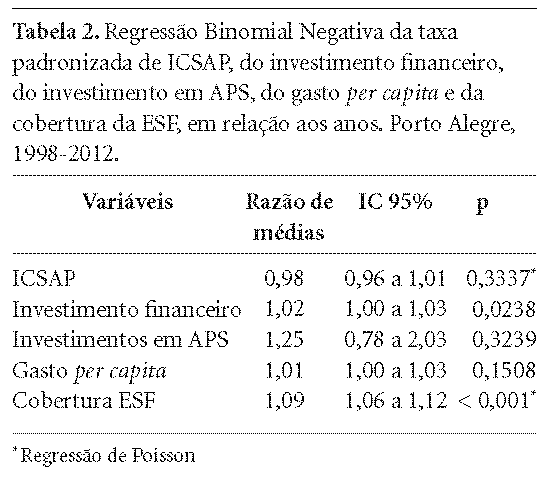 Tabela 2. Regressão Binomial Negativa da taxa
padronizada de ICSAP, do investimento financeiro,
do investimento em APS, do gasto per capita e da
cobertura da ESF, em relação aos anos. Porto Alegre,
1998-2012.
Variáveis Razão de médias IC 95% p
ICSAP 0,98 0,96 a 1,01 0,3337*
Investimento financeiro 1,02 1,00 a 1,03 0,0238
Investimentos em APS 1,25 0,78 a 2,03 0,3239
Gasto per capita 1,01 1,00 a 1,03 0,1508
Cobertura ESF 1,09 1,06 a 1,12 < 0,001*
* Regressão de Poisson